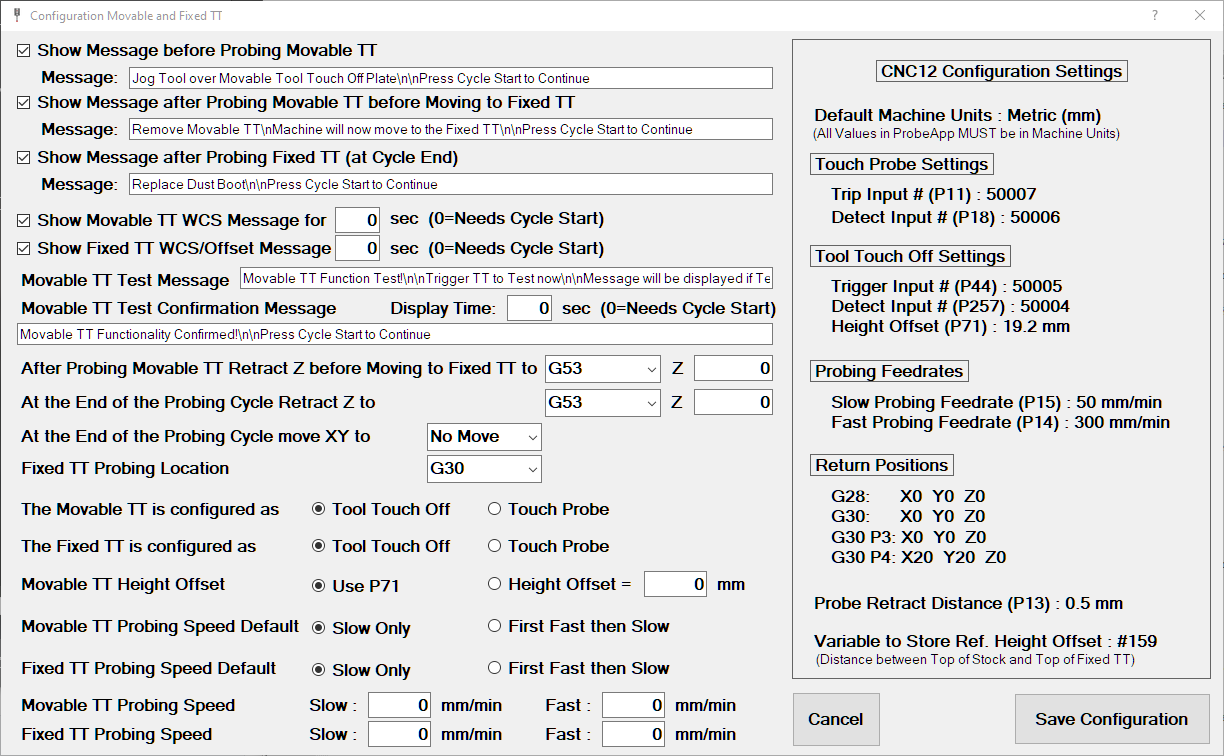 Configuration Movable and Fixed TT
?
Show Message before Probing Movable TT
Message: Jog Tool over Movable Tool Touch Off Plate\n\nPress Cycle Start to Continue
Show Message after Probing Movable TT before Moving to Fixed TT
Message: Remove Movable TT\nMachine will now move to the Fixed TT\n\nPress Cycle Start to Continue
Show Message after Probing Fixed TT (at Cycle End)
Message: Replace Dust Boot\n\nPress Cycle Start to Continue
Show Movable TT WCS Message for 0 sec (0=Needs Cycle Start)
Show Fixed TT WCS/Offset Message 0 sec (0=Needs Cycle Start)
Movable TT Test Message Movable TT Function Test!\n\nTrigger TT to Test now\n\nMessage will be displayed if Te
Movable TT Test Confirmation Message Display Time: 0 sec (0=Needs Cycle Start)
Movable TT Functionality Confirmed!\n\nPress Cycle Start to Continue
After Probing Movable TT Retract Z before Moving to Fixed TT to G53 Z 0
At the End of the Probing Cycle Retract Z to G53 Z 0
At the End of the Probing Cycle move XY to No Move
Fixed TT Probing Location G30
The Movable TT is configured as Tool Touch Off Touch Probe
The Fixed TT is configured as Tool Touch Off Touch Probe
Movable TT Height Offset Use P71 Height Offset = 0 mm
Movable TT Probing Speed Default Slow Only First Fast then Slow
Fixed TT Probing Speed Default Slow Only First Fast then Slow
Movable TT Probing Speed Slow : 0 mm/min Fast : 0 mm/min
Fixed TT Probing Speed Slow : 0 mm/min Fast : 0 mm/min
CNC12 Configuration Settings
Default Machine Units : Metric (mm)
(All Values in ProbeApp MUST be in Machine Units)
Touch Probe Settings
Trip Input # (P11) : 50007
Detect Input # (P18) : 50006
Tool Touch Off Settings
Trigger Input # (P44) : 50005
Detect Input # (P257) : 50004
Height Offset (P71) : 19.2 mm
Probing Feedrates
Slow Probing Feedrate (P15) : 50 mm/min
Fast Probing Feedrate (P14) : 300 mm/min
Return Positions
G28: X0 Y0 Z0
G30: X0 Y0 Z0
G30 P3: X0 Y0 Z0
G30 P4: X20 Y20 Z0
Probe Retract Distance (P13) : 0.5 mm
Variable to Store Ref. Height Offset : #159
(Distance between Top of Stock and Top of Fixed TT)
Cancel
Save Configuration